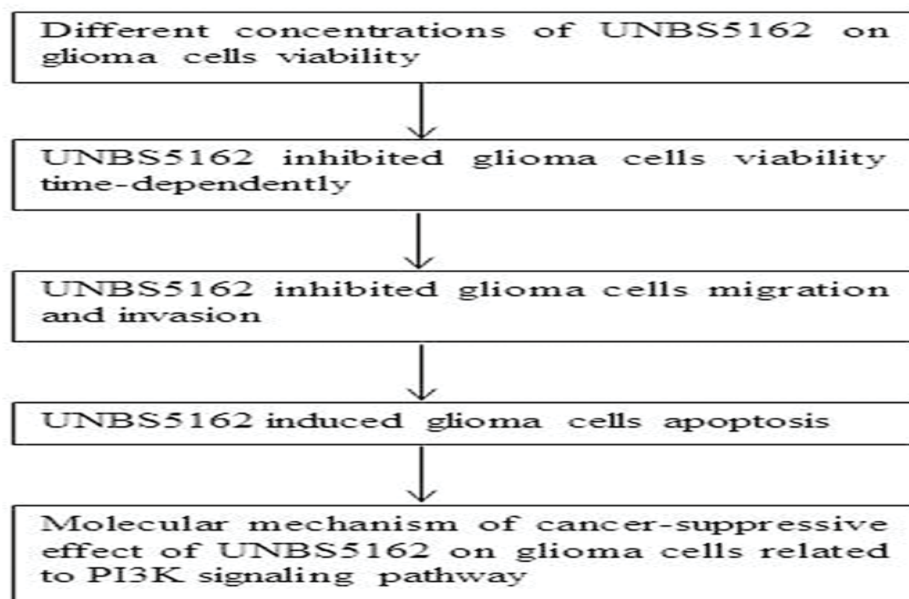 Different concentrations of UNBS5162 on
glioma cells viability
UNBS5162 inhibited glioma cells viability
time-dependently
UNBS5162 inhibited glioma cells migration
and invasion
UNBS5162 induced glioma cells apoptosis
Molecular mechanism of cancer-suppressive
effect of UNBS5162 on glioma cells related
to PI3K signaling pathway